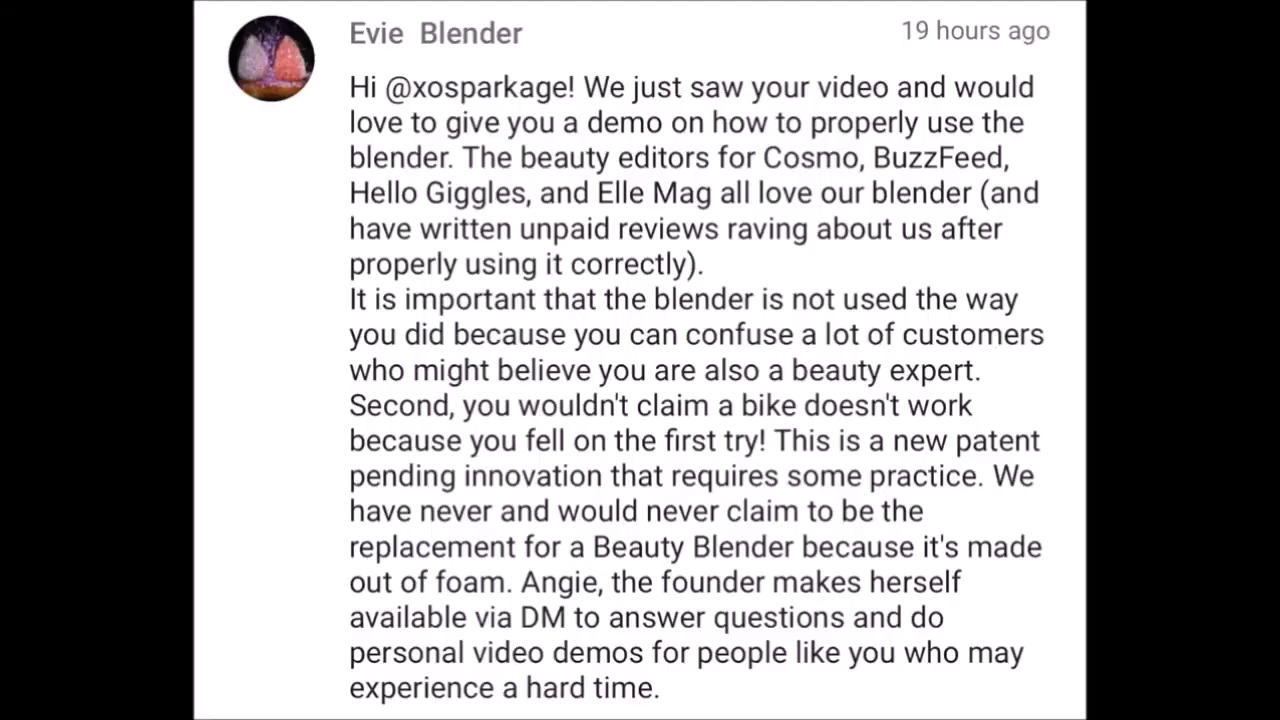 Evie Blender
19 hours ago
Hi @xosparkage! We just saw your video and would
love to give you a demo on how to properly use the
blender. The beauty editors for Cosmo, BuzzFeed,
Hello Giggles, and Elle Mag all love our blender (and
have written unpaid reviews raving about us after
properly using it correctly).
It is important that the blender is not used the way
you did because you can confuse a lot of customers
who might believe you are also a beauty expert.
Second, you wouldn't claim a bike doesn't work
because you fell on the first try! This is a new patent
pending innovation that requires some practice. We
have never and would never claim to be the
replacement for a Beauty Blender because it's made
out of foam. Angie, the founder makes herself
available via DM to answer questions and do
personal video demos for people like you who may
experience a hard time.